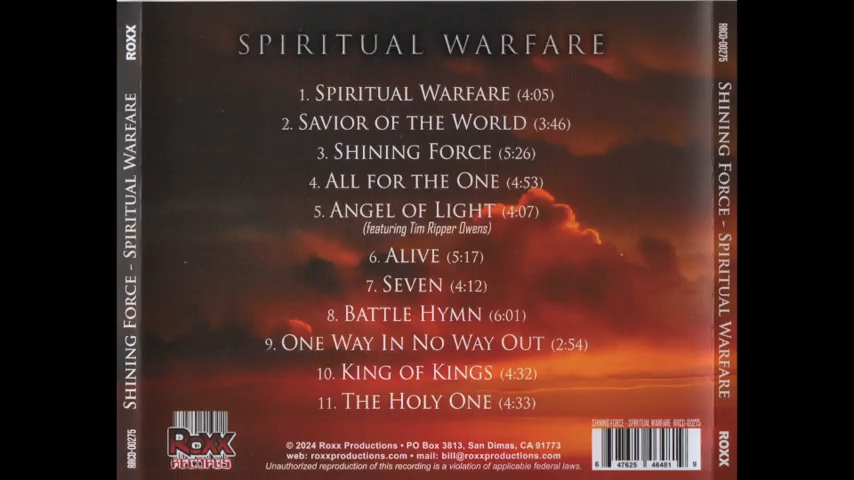 ROXX
SHINING FORCE - SPIRITUAL WARFARE
RRCD-00275
SPIRITUAL WARFARE
1. SPIRITUAL WARFARE (4:05)
2. SAVIOR OF THE WORLD (3:46)
3. SHINING FORCE (5:26)
4. ALL FOR THE ONE (4:53)
5. ANGEL OF LIGHT (4:07)
(featuring Tim Ripper Owens)
6. ALIVE (5:17)
7. SEVEN (4:12)
8. BATTLE HYMN (6:01)
9. ONE WAY IN NO WAY OUT (2:54)
10. KING OF KINGS (4:32)
11. THE HOLY ONE (4:33)
ROXX
RECORDS
© 2024 Roxx Productions • PO Box 3813, San Dimas, CA 91773
web: roxxproductions.com • mail: bill@roxxproductions.com
Unauthorized reproduction of this recording is a violation of applicable federal laws.
SHINING FORCE - SPIRITUAL WARFARE RRCD-00275
6 47625 46481 9
RRCD-00275
SHINING FORCE - SPIRITUAL WARFARE
ROXX